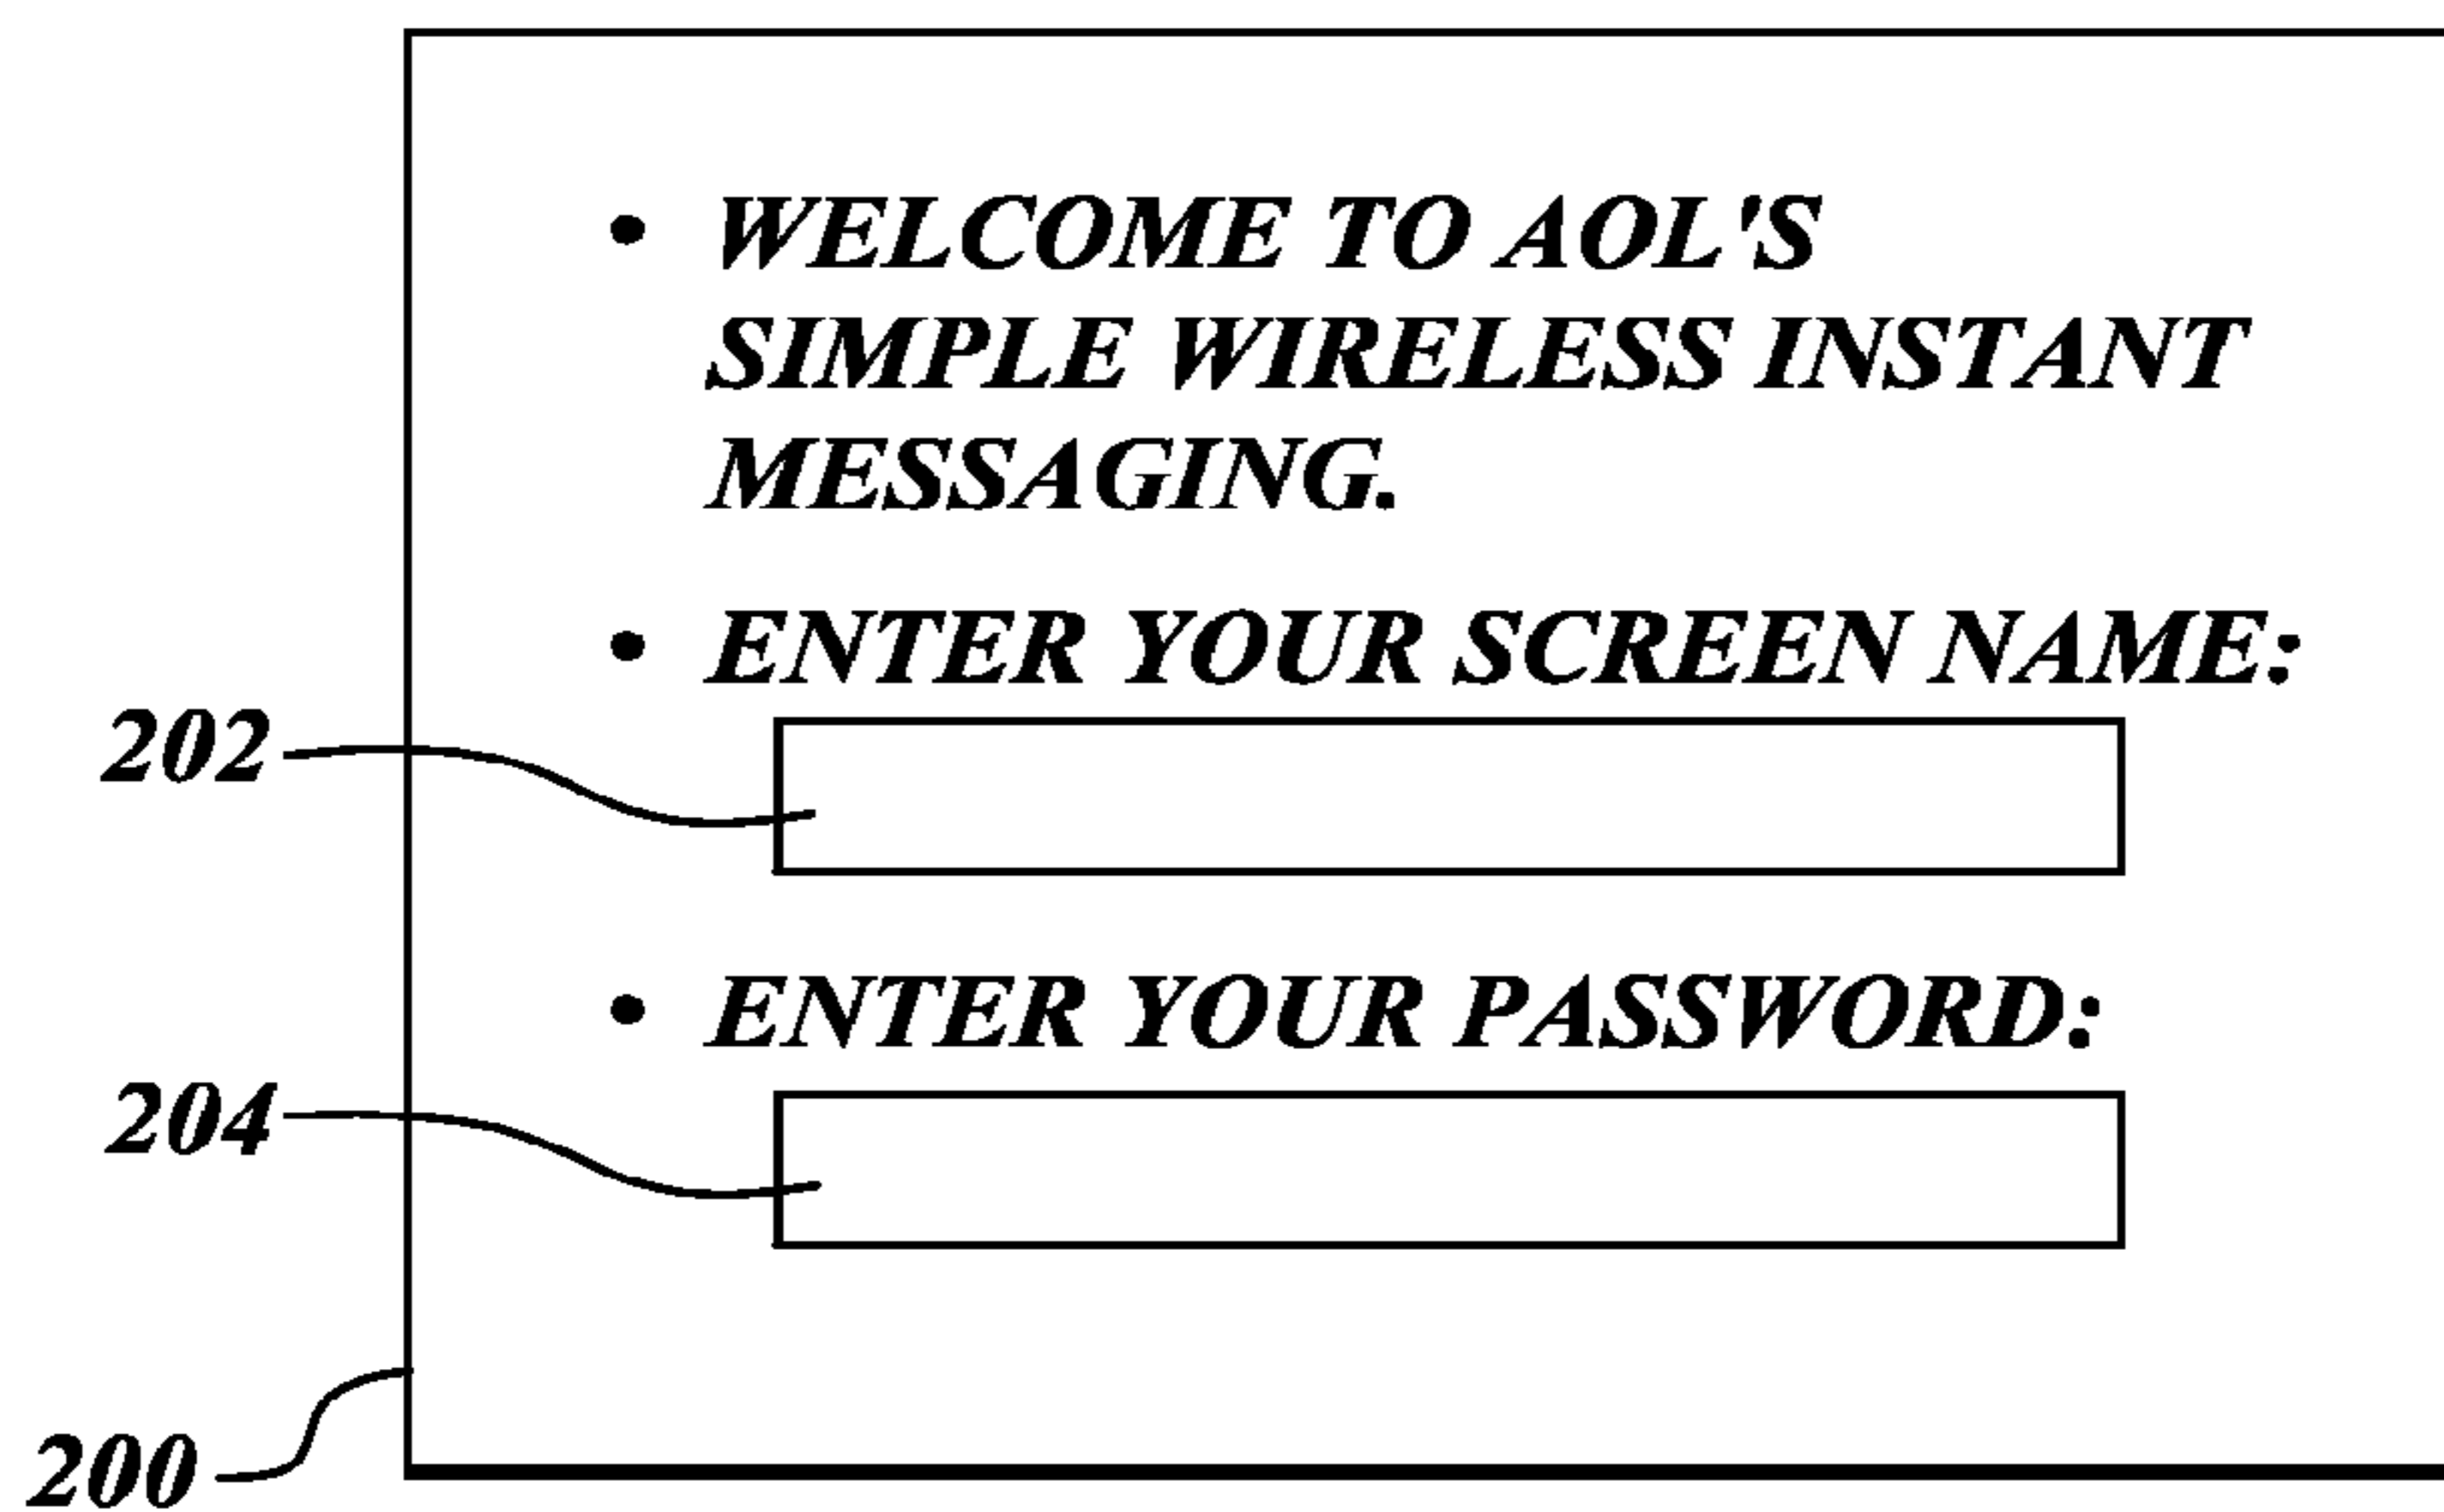 • WELCOME TO AOL'S
SIMPLE WIRELESS INSTANT
MESSAGING.
• ENTER YOUR SCREEN NAME:
202
• ENTER YOUR PASSWORD:
204
200